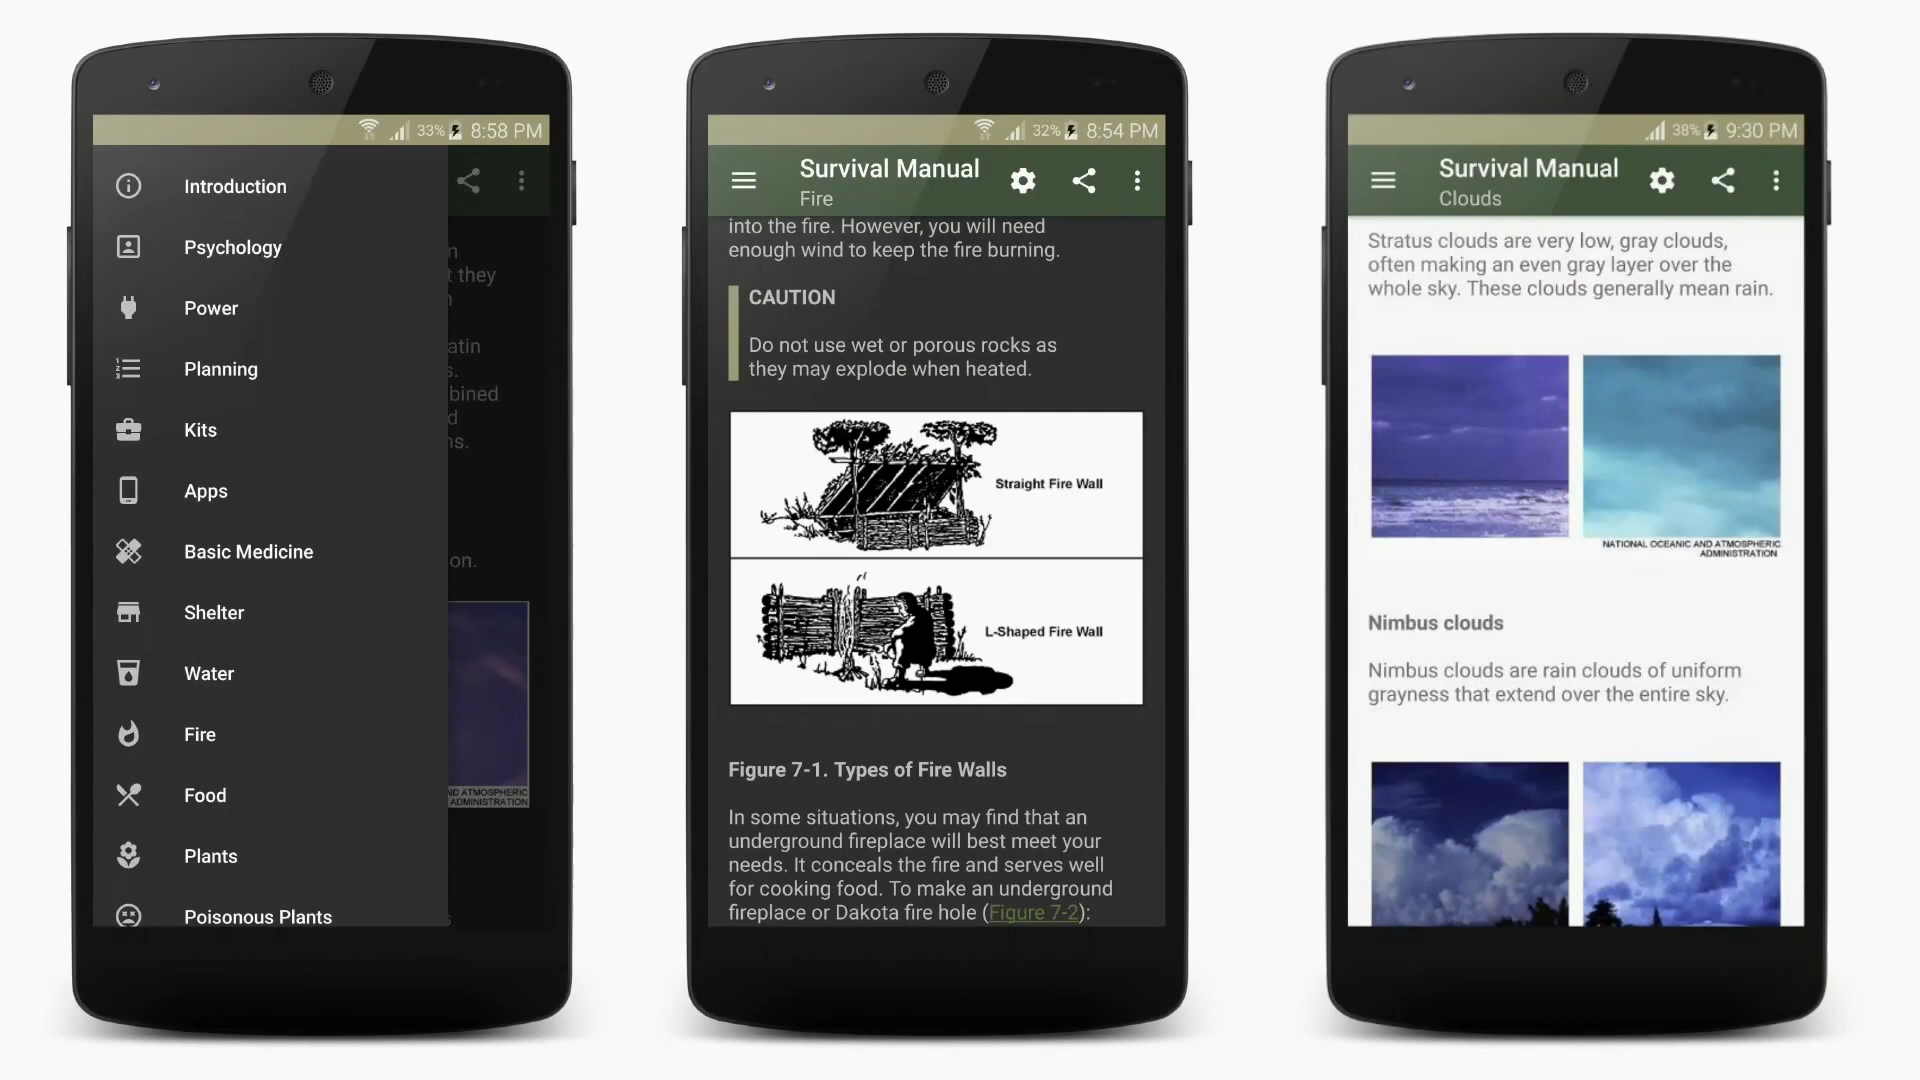 33% 8:58 PM
Introduction
Psychology
Power
Planning
Kits
Apps
Basic Medicine
Shelter
Water
Fire
Food
Plants
Poisonous Plants
n
t they
n
atin
s.
bined
d
ns.
on.
ND ATMOSPHERIC
ADMINISTRATION
s
32% 8:54 PM
Survival Manual
Fire
into the fire. However, you will need
enough wind to keep the fire burning.
CAUTION
Do not use wet or porous rocks as
they may explode when heated.
Straight Fire Wall
L-Shaped Fire Wall
Figure 7-1. Types of Fire Walls
In some situations, you may find that an
underground fireplace will best meet your
needs. It conceals the fire and serves well
for cooking food. To make an underground
fireplace or Dakota fire hole (Figure 7-2):
38% 9:30 PM
Survival Manual
Clouds
Stratus clouds are very low, gray clouds,
often making an even gray layer over the
whole sky. These clouds generally mean rain.
NATIONAL OCEANIC AND ATMOSPHERIC
ADMINISTRATION
Nimbus clouds
Nimbus clouds are rain clouds of uniform
grayness that extend over the entire sky.